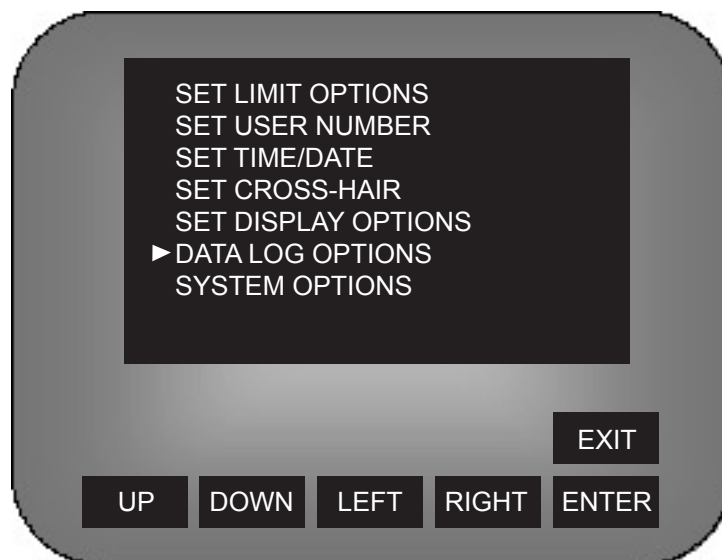 SET LIMIT OPTIONS
SET USER NUMBER
SET TIME/DATE
SET CROSS-HAIR
SET DISPLAY OPTIONS
►DATA LOG OPTIONS
SYSTEM OPTIONS
EXIT
UP DOWN LEFT RIGHT ENTER